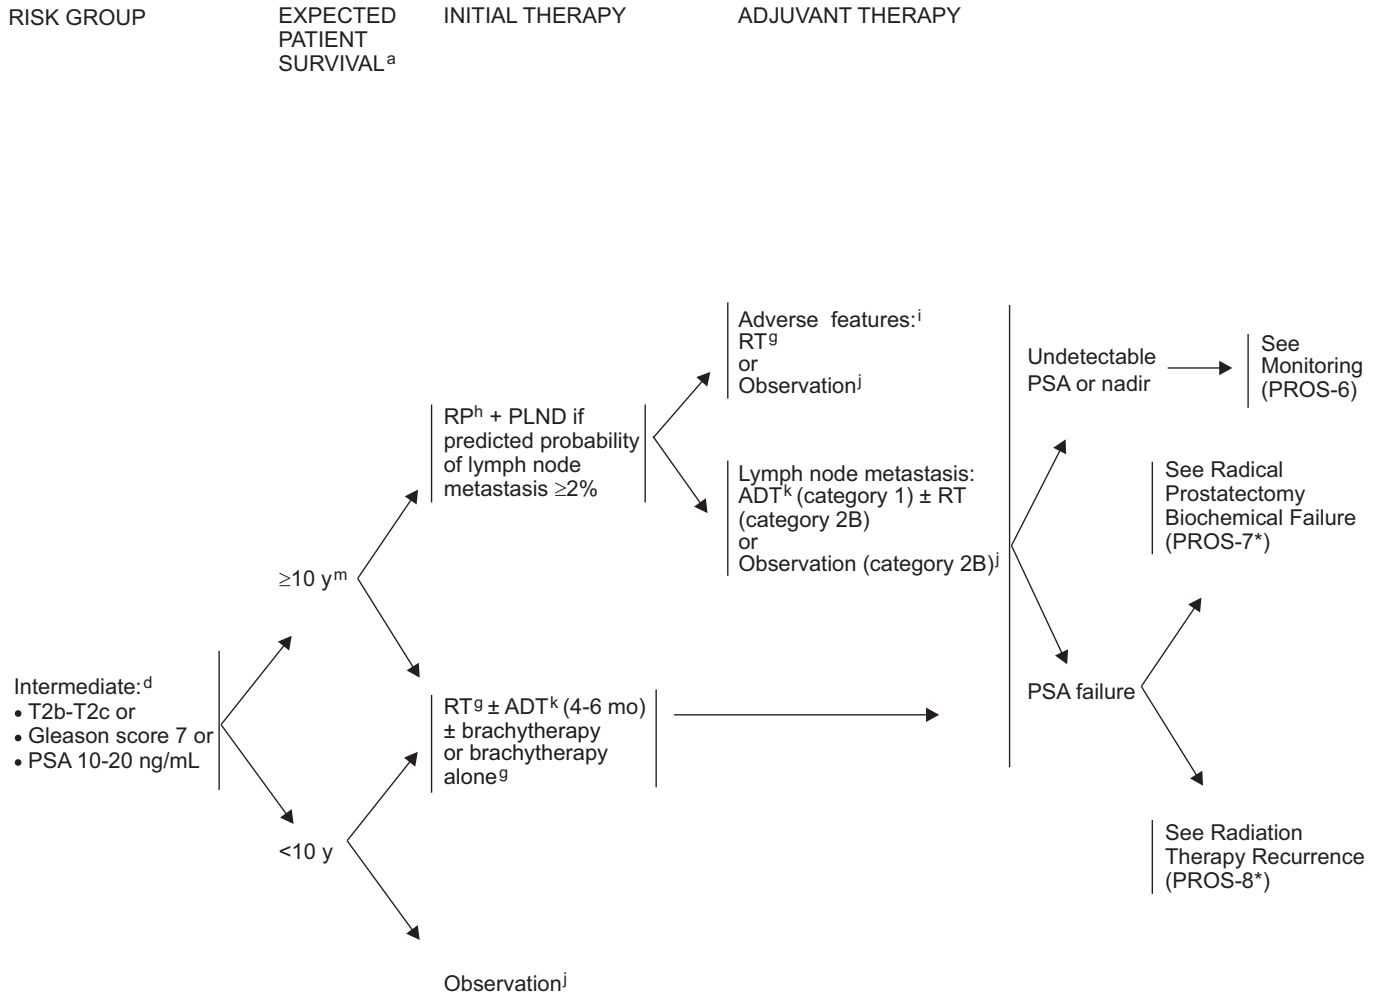 RISK GROUP
EXPECTED
PATIENT
SURVIVALa
INITIAL THERAPY
ADJUVANT THERAPY
Intermediate:d
• T2b-T2c or
• Gleason score 7 or
• PSA 10-20 ng/mL
≥10 ym
<10 y
RPh + PLND if
predicted probability
of lymph node
metastasis ≥2%
RTg ± ADTk (4-6 mo)
± brachytherapy
or brachytherapy
aloneg
Observationj
Adverse features:i
RTg
or
Observationj
Lymph node metastasis:
ADTk (category 1) ± RT
(category 2B)
or
Observation (category 2B)j
Undetectable
PSA or nadir
PSA failure
See
Monitoring
(PROS-6)
See Radical
Prostatectomy
Biochemical Failure
(PROS-7*)
See Radiation
Therapy Recurrence
(PROS-8*)